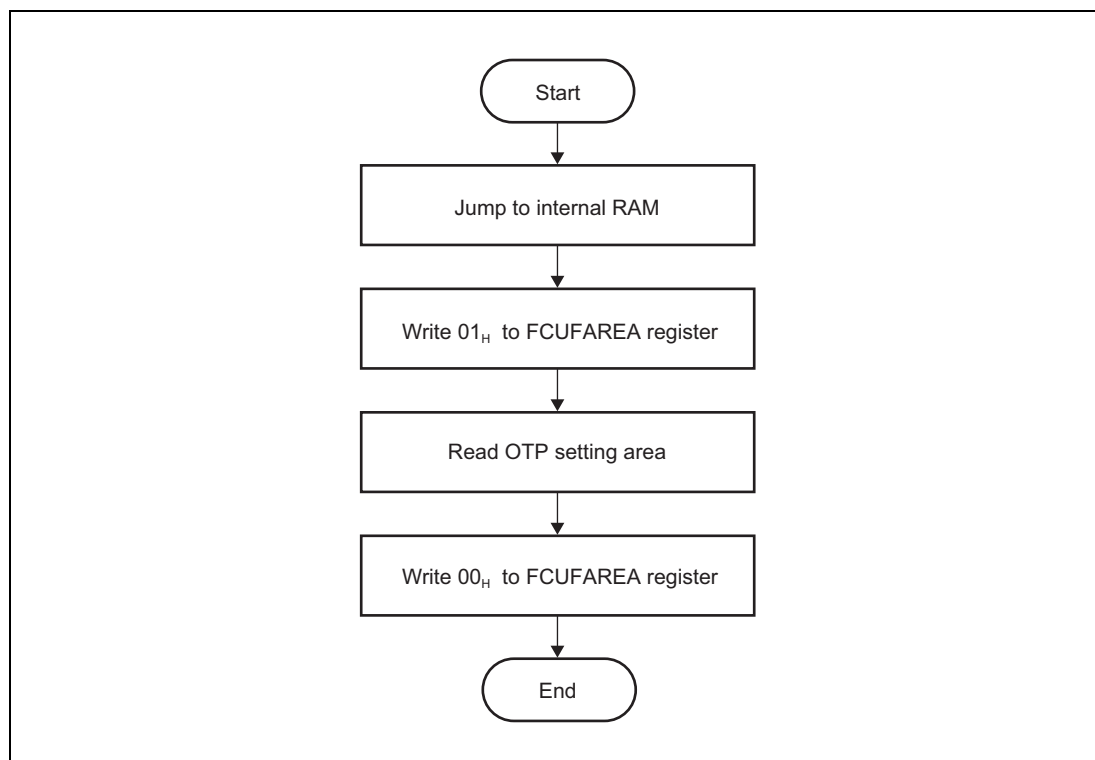 Start
Jump to internal RAM
Write 01H to FCUFAREA register
Read OTP setting area
Write 00H to FCUFAREA register
End